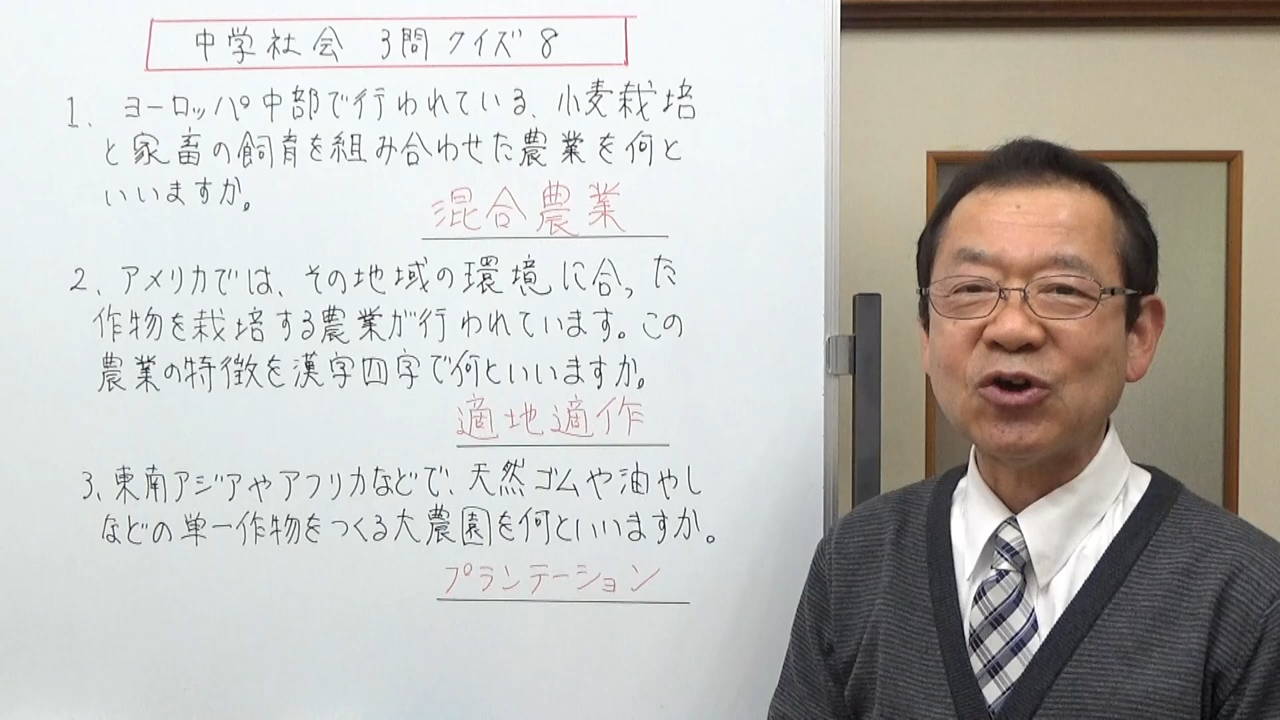 中学社会 3問クイズ 8
1. ヨーロッパ中部で行われている、小麦栽培
と家畜の飼育を組み合わせた農業を何と
いいますか。
混合農業
2、アメリカでは、その地域の環境に合った
作物を栽培する農業が行われています。この
農業の特徴を漢字四字で何といいますか。
適地適作
3、東南アジアやアフリカなどで、天然ゴムや油やし
などの単一作物をつくる大農園を何といいますか。
プランテーション